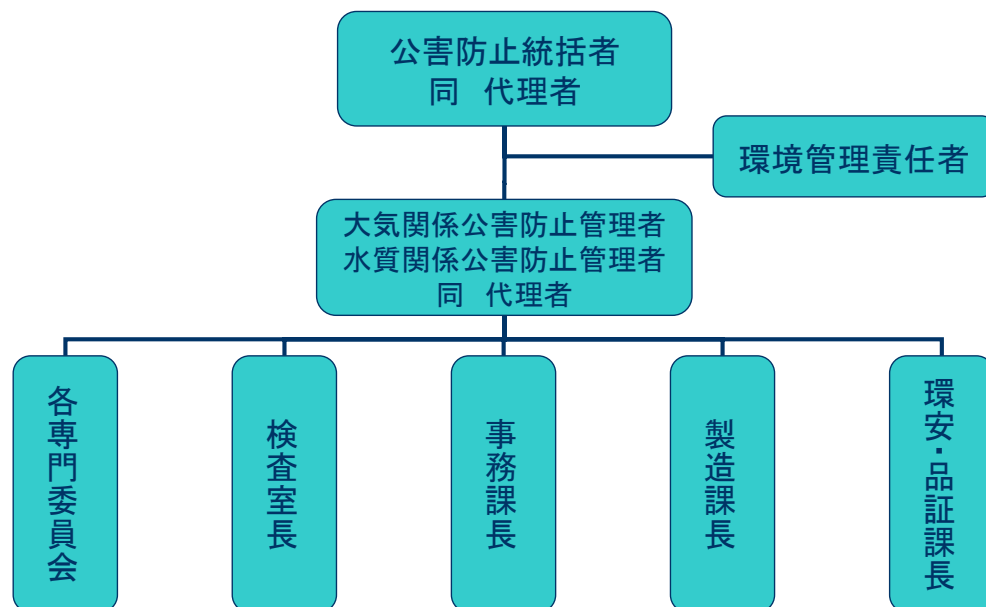 公害防止統括者
同 代理者
環境管理責任者
大気関係公害防止管理者
水質関係公害防止管理者
同 代理者
各専門委員会
検査室長
事務課長
製造課長
環安・品証課長